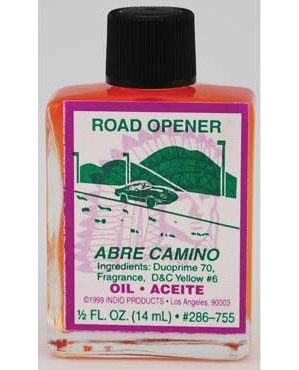 ROAD OPENER
ABRE CAMINO
Ingredients: Duoprime 70,
Fragrance, D&C Yellow #6
OIL • ACEITE
©1999 INDIO PRODUCTS • Los Angeles, 90003
½ FL. OZ. (14 mL) • #286-755